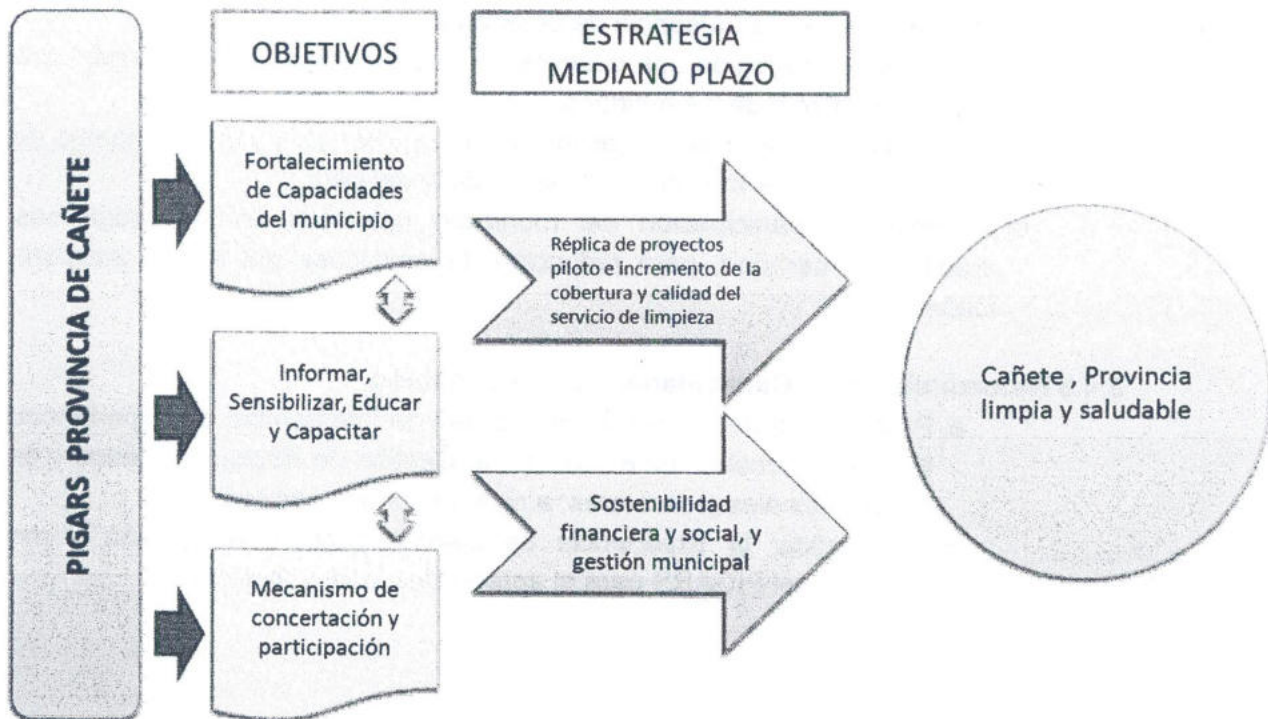 PIGARS PROVINCIA DE CAÑETE
OBJETIVOS
Fortalecimiento
de Capacidades
del municipio
Informar,
Sensibilizar, Educar
y Capacitar
Mecanismo de
concertación y
participación
ESTRATEGIA
MEDIANO PLAZO
Réplica de proyectos
piloto e incremento de la
cobertura y calidad del
servicio de limpieza
Sostenibilidad
financiera y social, y
gestión municipal
Cañete , Provincia
limpia y saludable